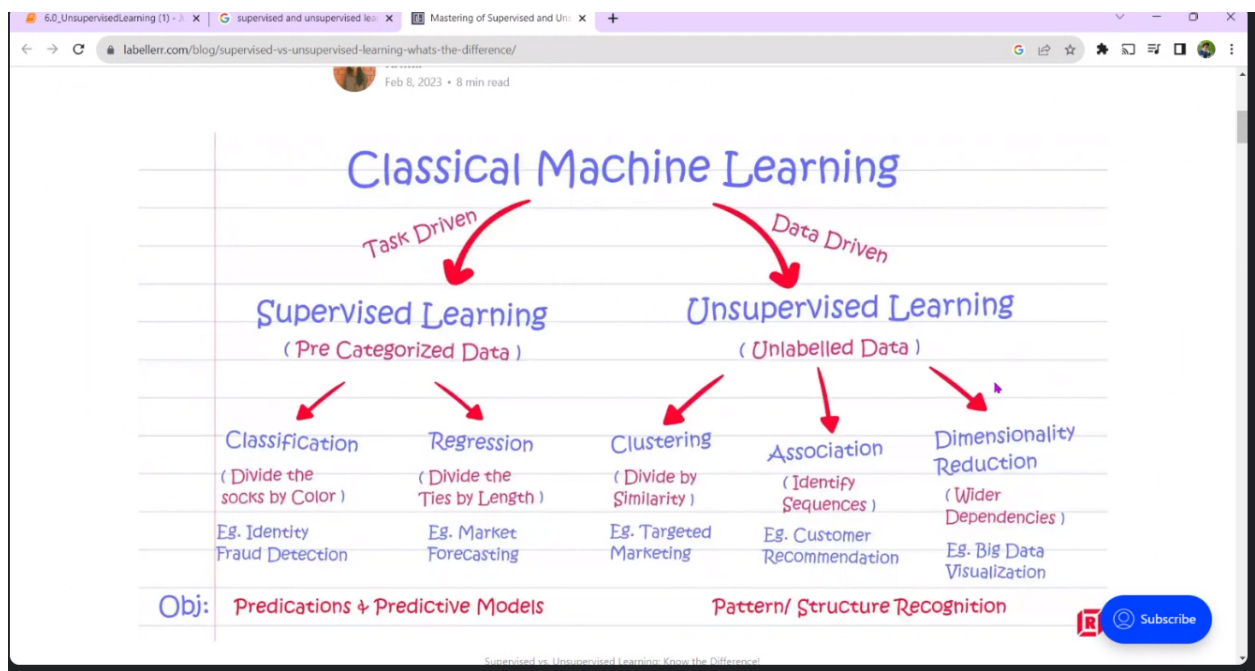 6.0_UnsupervisedLearning (1) - J
supervised and unsupervised lea
Mastering of Supervised and Un
labellerr.com/blog/supervised-vs-unsupervised-learning-whats-the-difference/
Feb 8, 2023 • 8 min read
Classical Machine Learning
Task Driven
Data Driven
Supervised Learning
Unsupervised Learning
( Pre Categorized Data )
( Unlabelled Data )
Classification
Regression
Clustering
Association
Dimensionality
Reduction
( Divide the
socks by Color )
( Divide the
Ties by Length )
( Divide by
Similarity )
( Identify
Sequences )
( Wider
Dependencies )
Eg. Identity
Fraud Detection
Eg. Market
Forecasting
Eg. Targeted
Marketing
Eg. Customer
Recommendation
Eg. Big Data
Visualization
Obj: Predications & Predictive Models
Pattern/ Structure Recognition
R
Subscribe
Supervised vs. Unsupervised Learning: Know the Difference!